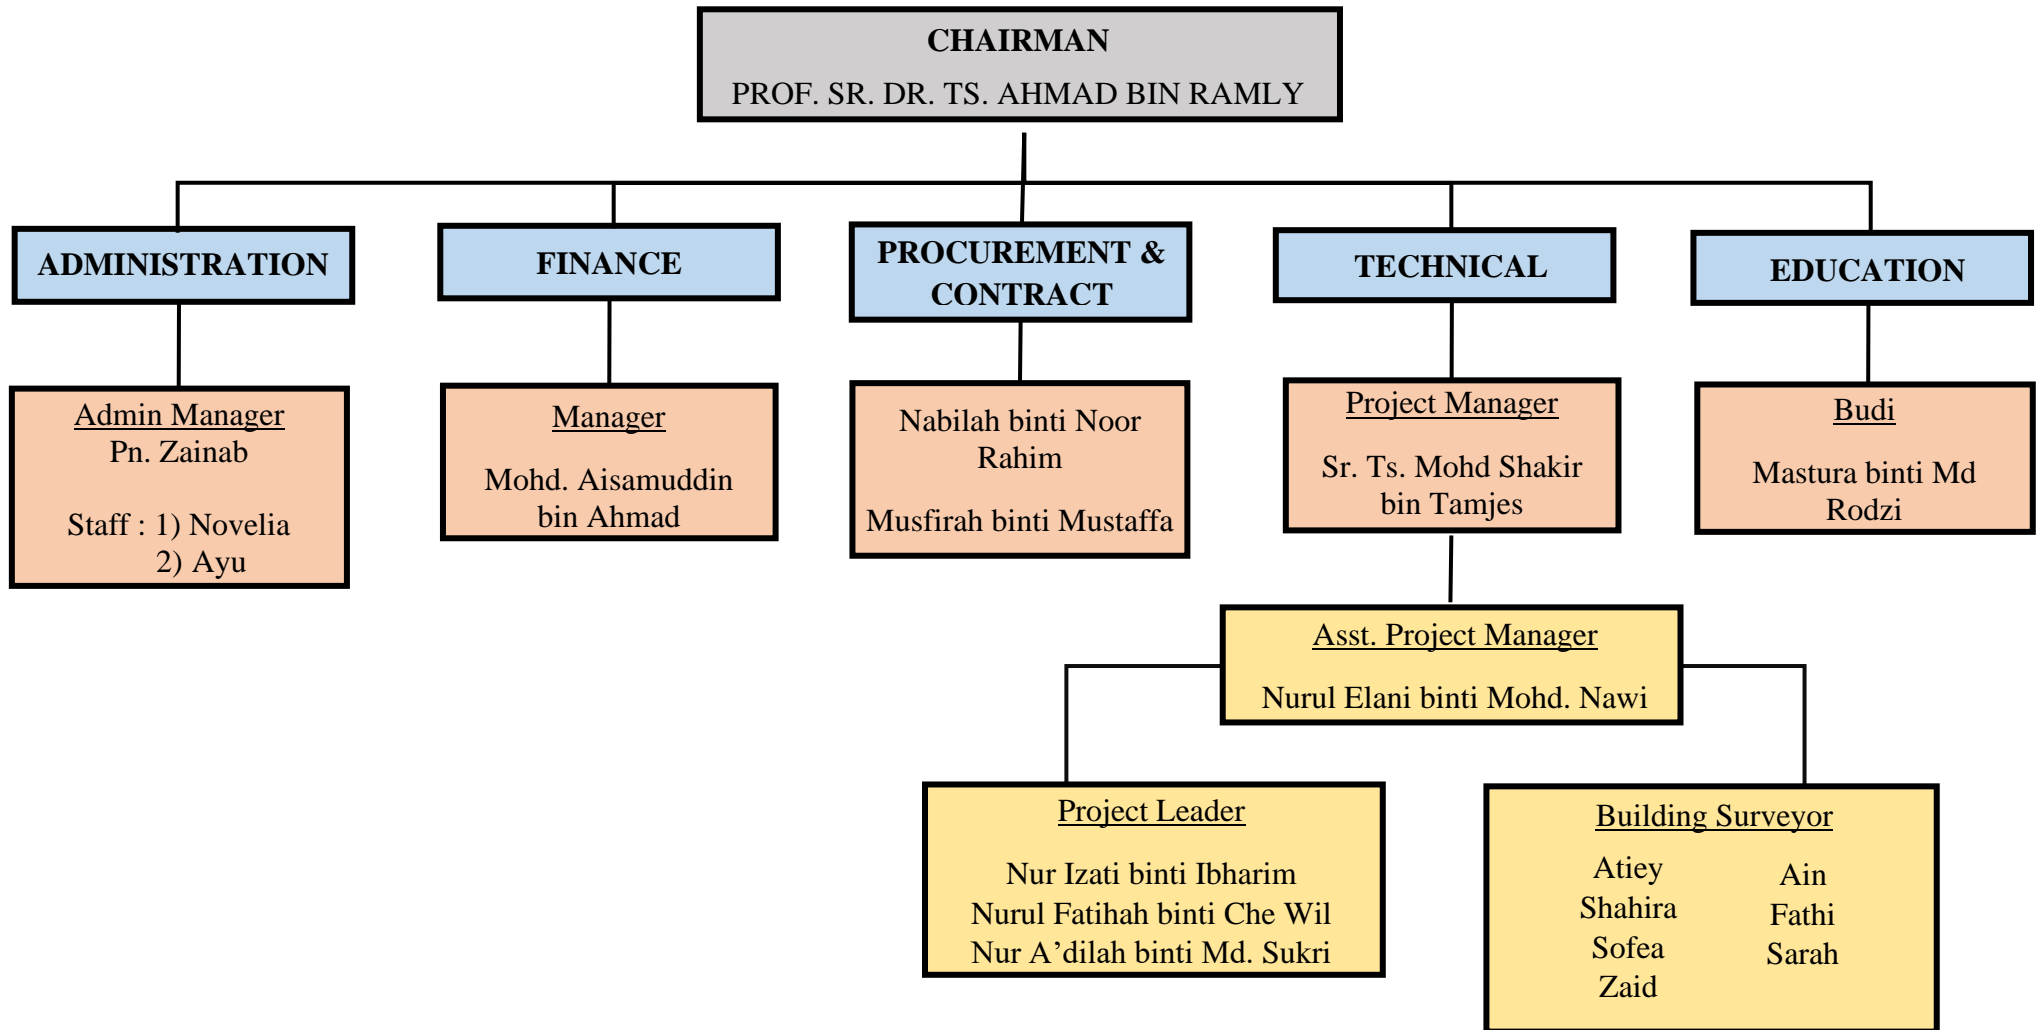 CHAIRMAN
PROF. SR. DR. TS. AHMAD BIN RAMLY
ADMINISTRATION
FINANCE
PROCUREMENT &
CONTRACT
TECHNICAL
EDUCATION
Admin Manager
Pn. Zainab
Staff : 1) Novelia
2) Ayu
Manager
Mohd. Aisamuddin
bin Ahmad
Nabilah binti Noor
Rahim
Musfirah binti Mustaffa
Project Manager
Sr. Ts. Mohd Shakir
bin Tamjes
Budi
Mastura binti Md
Rodzi
Asst. Project Manager
Nurul Elani binti Mohd. Nawi
Project Leader
Nur Izati binti Ibharim
Nurul Fatihah binti Che Wil
Nur A’dilah binti Md. Sukri
Building Surveyor
Atiey
Shahira
Sofea
Zaid
Ain
Fathi
Sarah